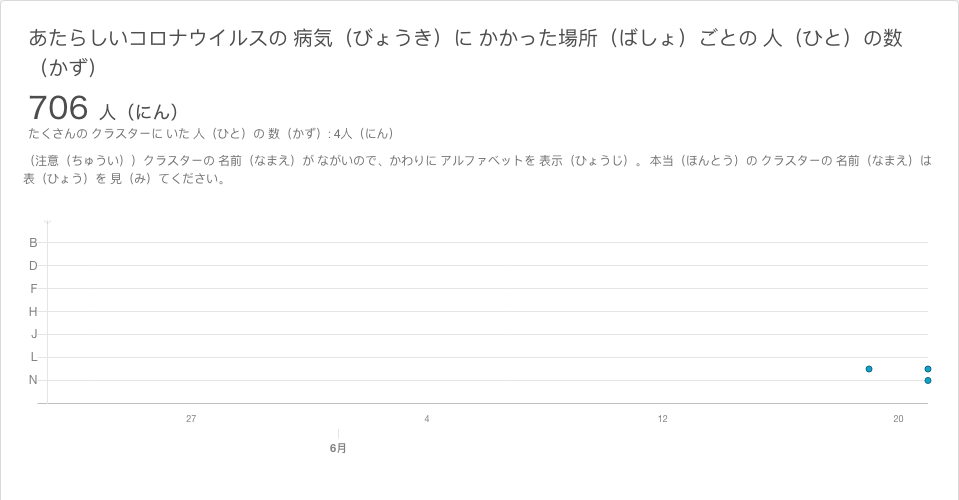 あたらしいコロナウイルスの 病気（びょうき）に かかった場所（ばしょ）ごとの 人（ひと）の数
（かず）
706 人（にん）
たくさんの クラスターに いた 人（ひと）の 数（かず）: 4人（にん）
（注意（ちゅうい））クラスターの 名前（なまえ）が ながいので、かわりに アルファベットを 表示（ひょうじ）。 本当（ほんとう）の クラスターの 名前（なまえ）は
表（ひょう）を 見（み）てください。
B
D
F
H
J
L
N
27 4 12 20
6月